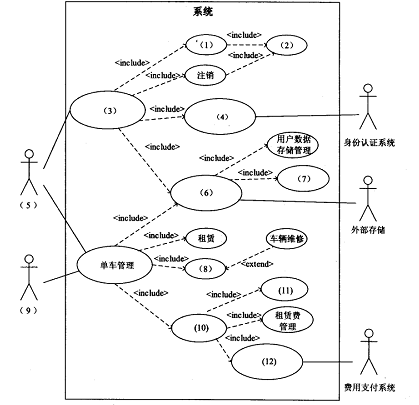 系统
(1)
<include>
(2)
<include>
<include>
<include>
注销
(3)
<include>
(4)
身份认证系统
<include>
用户数据
存储管理
<include>
<include>
(7)
(5)
(6)
外部存储
<include>
<include>
租赁
车辆维修
单车管理
<include>
(8)
<extend>
(9)
<include>
<include>
(11)
(10)
<include>
租赁费
管理
<include>
(12)
费用支付系统